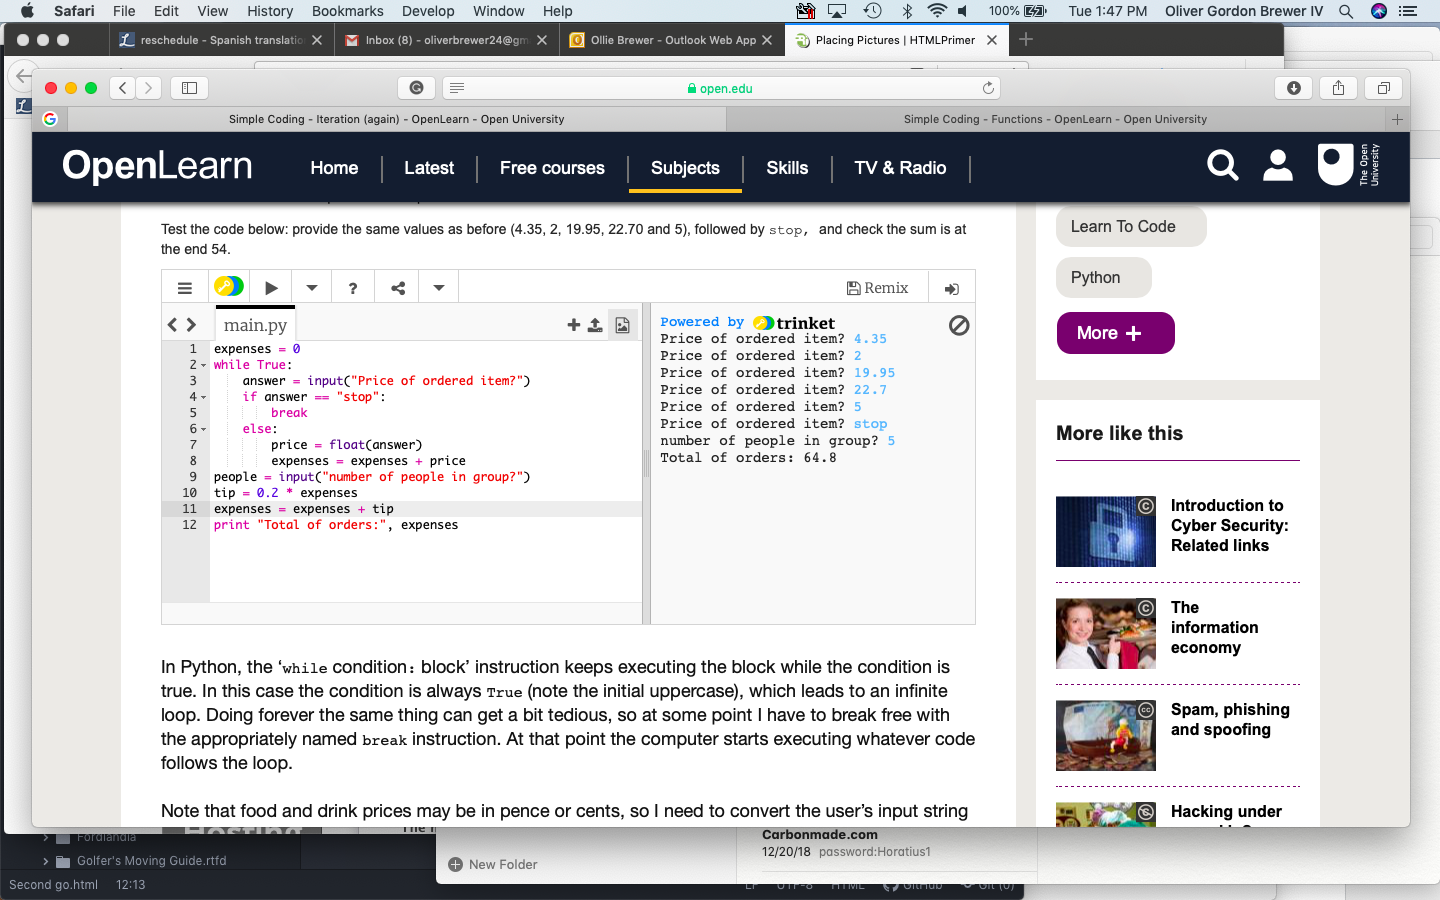 Safari File Edit View History Bookmarks Develop Window Help 100% Tue 1:47 PM Oliver Gordon Brewer IV
reschedule - Spanish translatio
Inbox (8) - oliverbrewer24@gm
Ollie Brewer - Outlook Web App
Placing Pictures | HTMLPrimer
open.edu
Simple Coding - Iteration (again) - OpenLearn - Open University
Simple Coding - Functions - OpenLearn - Open University
OpenLearn Home Latest Free courses Subjects Skills TV & Radio
The Open
University
Test the code below: provide the same values as before (4.35, 2, 19.95, 22.70 and 5), followed by stop, and check the sum is at
the end 54.
? Remix
main.py
1 expenses = 0
2 while True:
3 answer = input("Price of ordered item?")
4 if answer == "stop":
5 break
6 else:
7 price = float(answer)
8 expenses = expenses + price
9 people = input("number of people in group?")
10 tip = 0.2 * expenses
11 expenses = expenses + tip
12 print "Total of orders:", expenses
Powered by trinket
Price of ordered item? 4.35
Price of ordered item? 2
Price of ordered item? 19.95
Price of ordered item? 22.7
Price of ordered item? 5
Price of ordered item? stop
number of people in group? 5
Total of orders: 64.8
In Python, the ‘while condition: block’ instruction keeps executing the block while the condition is
true. In this case the condition is always True (note the initial uppercase), which leads to an infinite
loop. Doing forever the same thing can get a bit tedious, so at some point I have to break free with
the appropriately named break instruction. At that point the computer starts executing whatever code
follows the loop.
Note that food and drink prices may be in pence or cents, so I need to convert the user’s input string
Learn To Code
Python
More +
More like this
Introduction to
Cyber Security:
Related links
The
information
economy
Spam, phishing
and spoofing
Hacking under
Fordlandia
Golfer's Moving Guide.rtfd
Second go.html 12:13
Hosting
New Folder
Carbonmade.com
12/20/18 password:Horatius1
LF UTF-8 HTML GitHub Git (0)